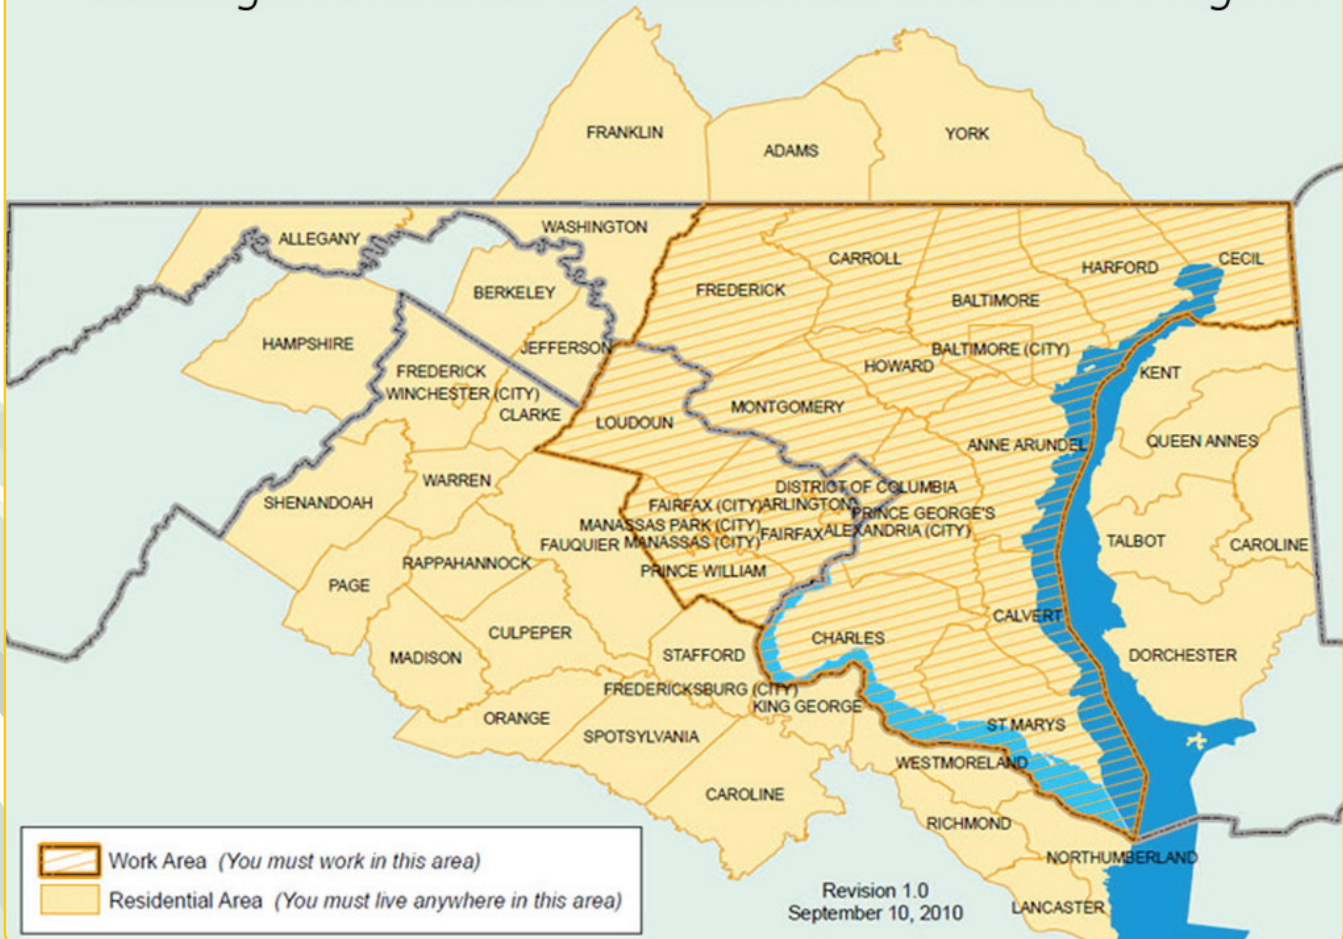 FRANKLIN
ADAMS
YORK
ALLEGANY
WASHINGTON
CARROLL
HARFORD
CECIL
BERKELEY
FREDERICK
BALTIMORE
HAMPSHIRE
JEFFERSON
BALTIMORE (CITY)
HOWARD
KENT
FREDERICK
WINCHESTER (CITY)
CLARKE
LOUDOUN
MONTGOMERY
ANNE ARUNDEL
QUEEN ANNES
WARREN
SHENANDOAH
DISTRICT OF COLUMBIA
FAIRFAX (CITY)
ARLINGTON
PRINCE GEORGE'S
MANASSAS PARK (CITY)
FAIRFAX
ALEXANDRIA (CITY)
FAUQUIER
MANASSAS (CITY)
TALBOT
CAROLINE
RAPPAHANNOCK
PRINCE WILLIAM
PAGE
CALVERT
CULPEPER
CHARLES
MADISON
STAFFORD
DORCHESTER
FREDERICKSBURG (CITY)
KING GEORGE
ORANGE
ST MARYS
SPOTSYLVANIA
WESTMORELAND
CAROLINE
RICHMOND
NORTHUMBERLAND
LANCASTER
Work Area (You must work in this area)
Residential Area (You must live anywhere in this area)
Revision 1.0
September 10, 2010